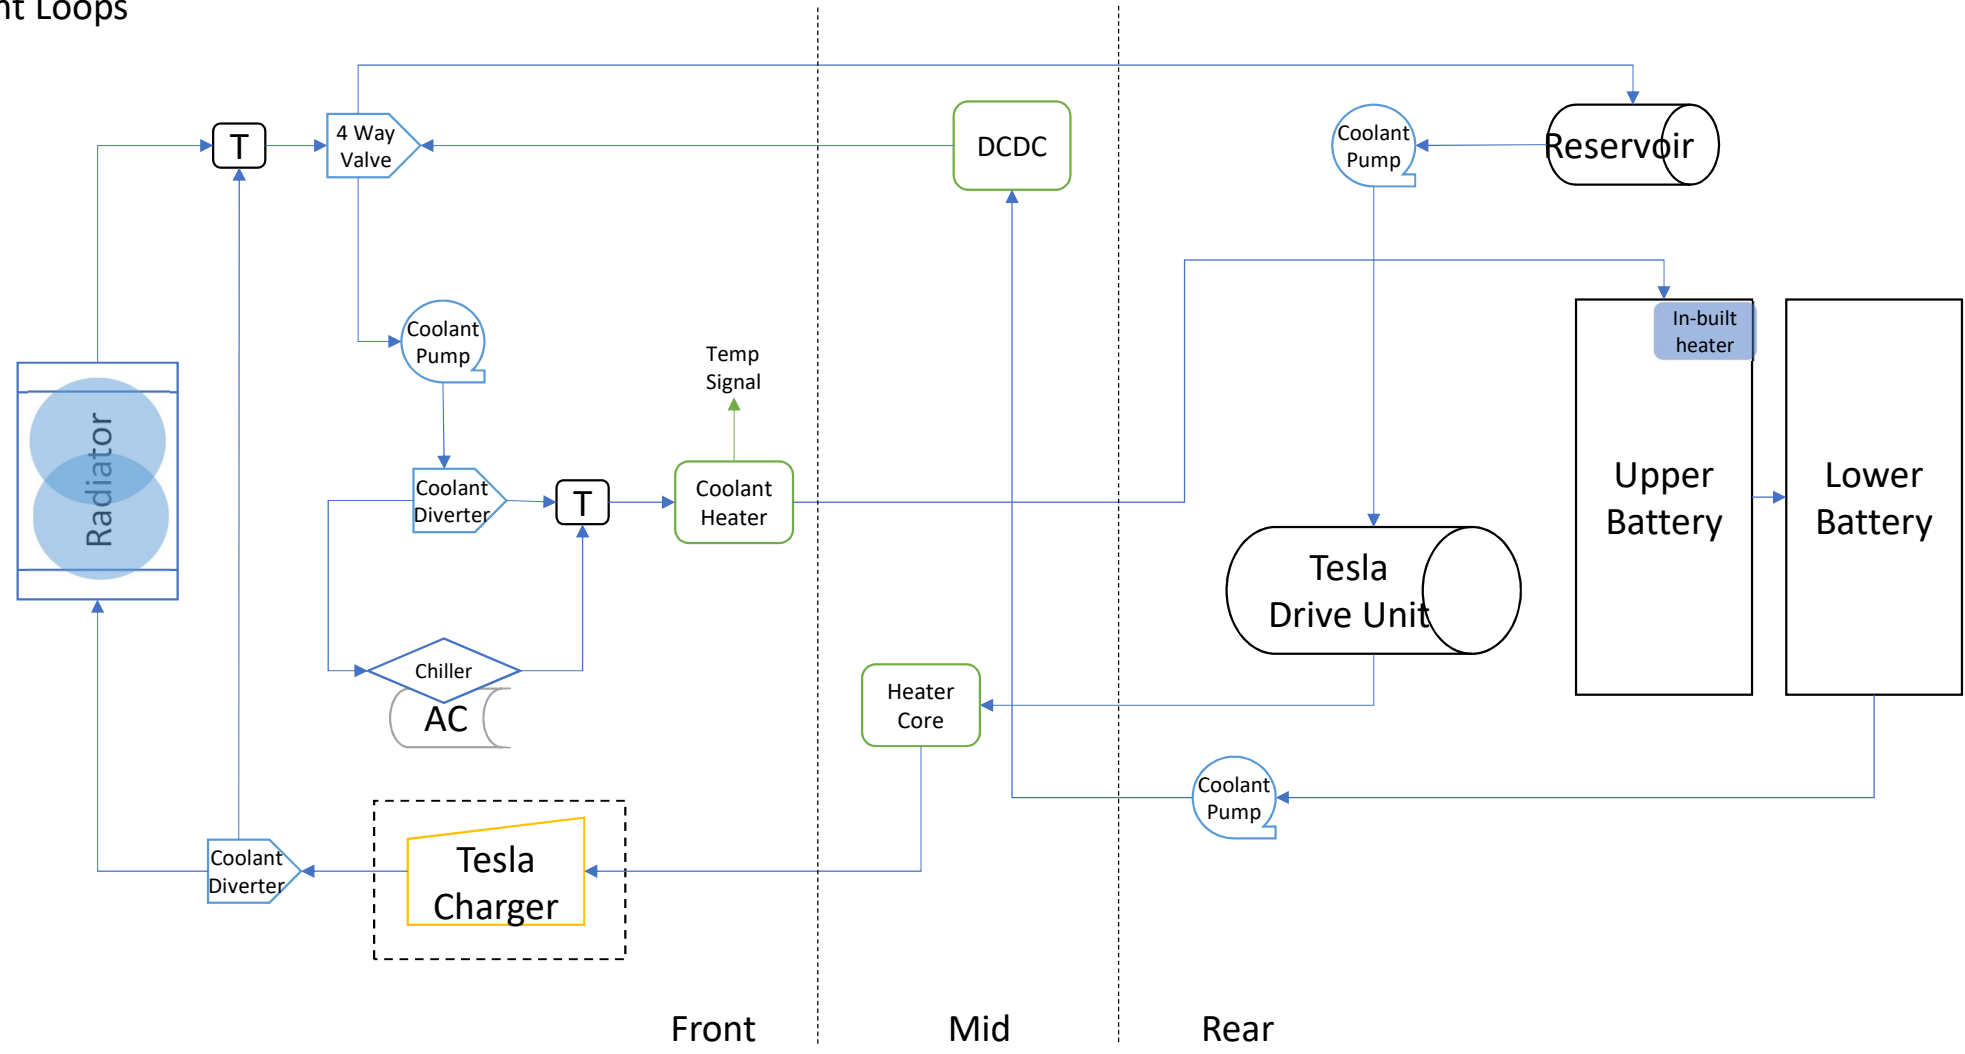 nt Loops
4 Way
Valve
T
DCDC
Coolant
Pump
Reservoir
Coolant
Pump
Temp
Signal
In-built
heater
Radiator
Coolant
Diverter
T
Coolant
Heater
Upper
Battery
Lower
Battery
Tesla
Drive Unit
Chiller
AC
Heater
Core
Coolant
Pump
Coolant
Diverter
Tesla
Charger
Front
Mid
Rear